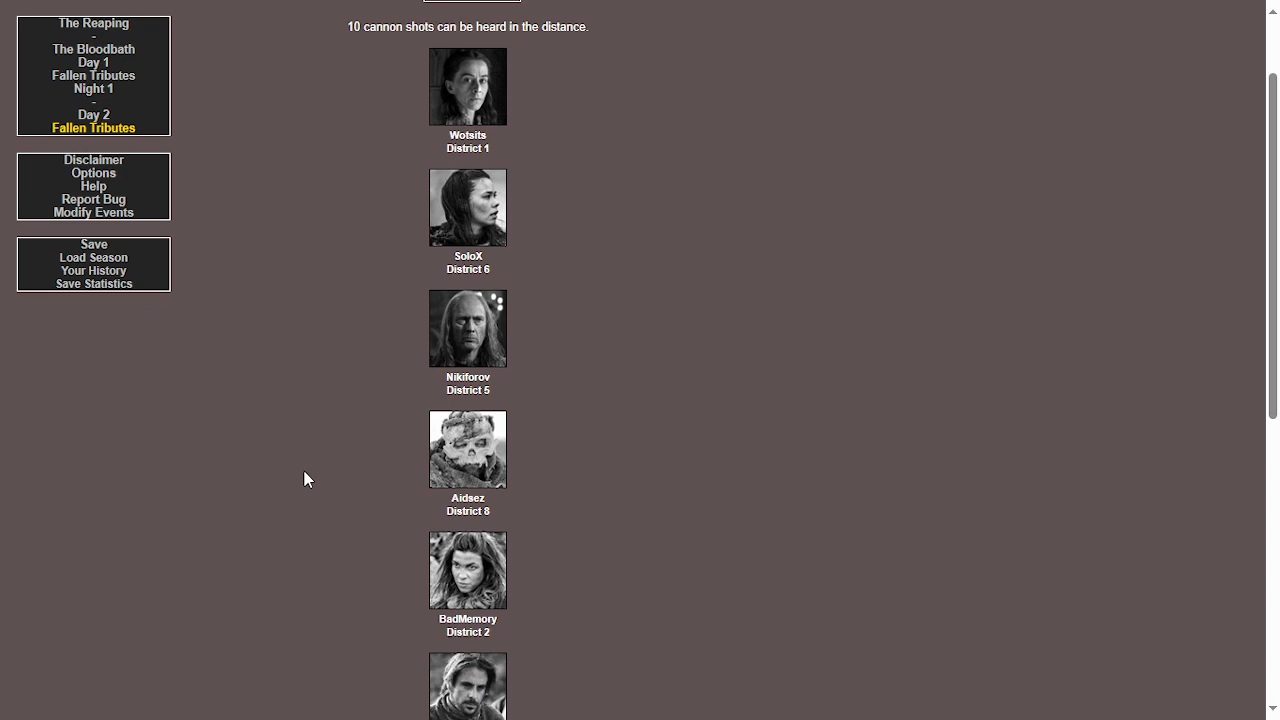 The Reaping
-
The Bloodbath
Day 1
Fallen Tributes
Night 1
-
Day 2
Fallen Tributes
Disclaimer
Options
Help
Report Bug
Modify Events
Save
Load Season
Your History
Save Statistics
10 cannon shots can be heard in the distance.
Wotsits
District 1
SoloX
District 6
Nikiforov
District 5
Aidsez
District 8
BadMemory
District 2